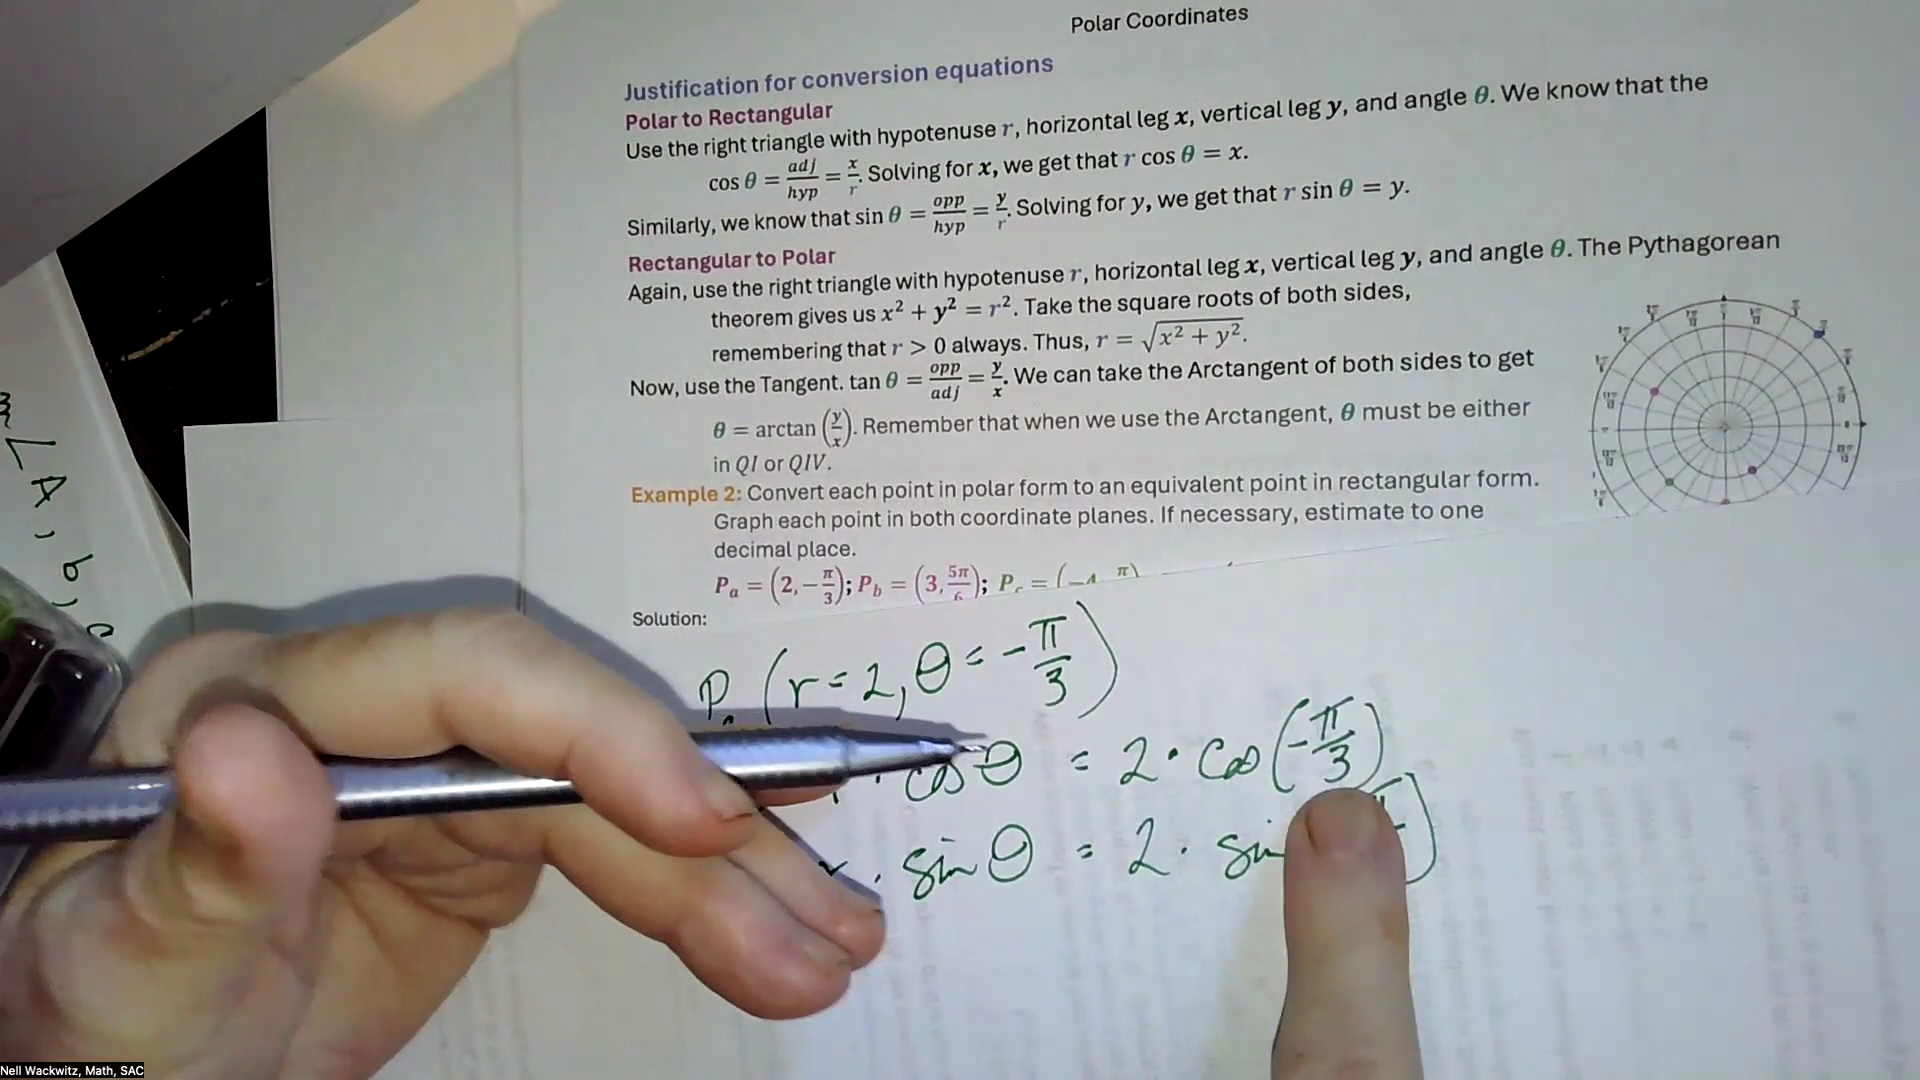 Polar Coordinates
Justification for conversion equations
Polar to Rectangular
Use the right triangle with hypotenuse r, horizontal leg x, vertical leg y, and angle θ. We know that the
cos θ = adj/hyp = x/r. Solving for x, we get that r cos θ = x.
Similarly, we know that sin θ = opp/hyp = y/r. Solving for y, we get that r sin θ = y.
Rectangular to Polar
Again, use the right triangle with hypotenuse r, horizontal leg x, vertical leg y, and angle θ. The Pythagorean
theorem gives us x² + y² = r². Take the square roots of both sides,
remembering that r > 0 always. Thus, r = √(x² + y²).
Now, use the Tangent. tan θ = opp/adj = y/x. We can take the Arctangent of both sides to get
θ = arctan (y/x). Remember that when we use the Arctangent, θ must be either
in QI or QIV.
Example 2: Convert each point in polar form to an equivalent point in rectangular form.
Graph each point in both coordinate planes. If necessary, estimate to one
decimal place.
Pₐ = (2, −π/3); P_b = (3, 5π/6); P_c = (−4
Solution:
P (r = 2, θ = −π/3)
· cos θ = 2 · cos (−π/3)
· sin θ = 2 · sin
Nell Wackwitz, Math, SAC